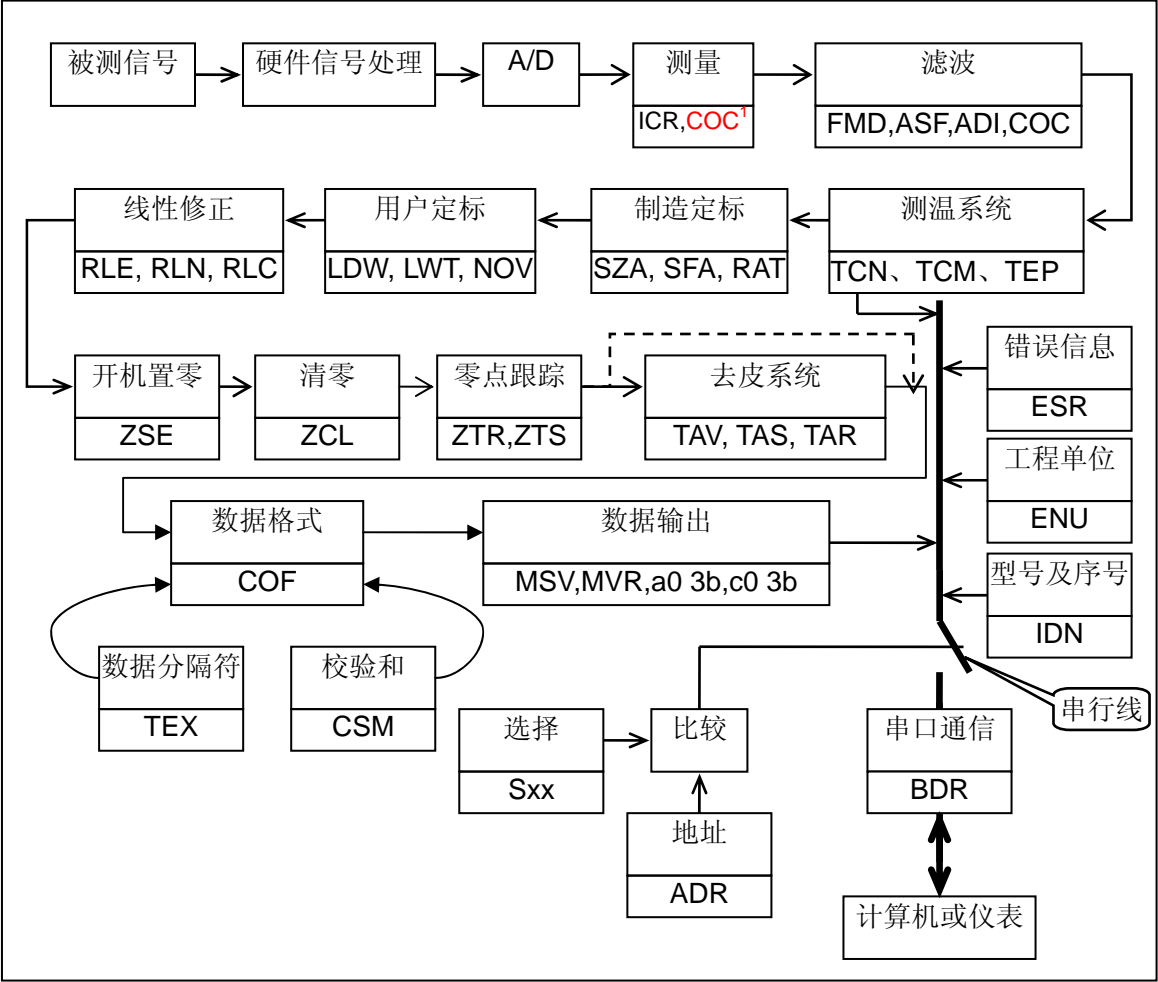 被测信号
硬件信号处理
A/D
测量
ICR,COC¹
滤波
FMD,ASF,ADI,COC
线性修正
RLE, RLN, RLC
用户定标
LDW, LWT, NOV
制造定标
SZA, SFA, RAT
测温系统
TCN、TCM、TEP
开机置零
ZSE
清零
ZCL
零点跟踪
ZTR,ZTS
去皮系统
TAV, TAS, TAR
错误信息
ESR
工程单位
ENU
数据格式
COF
数据输出
MSV,MVR,a0 3b,c0 3b
型号及序号
IDN
数据分隔符
TEX
校验和
CSM
选择
Sxx
比较
串口通信
BDR
串行线
地址
ADR
计算机或仪表